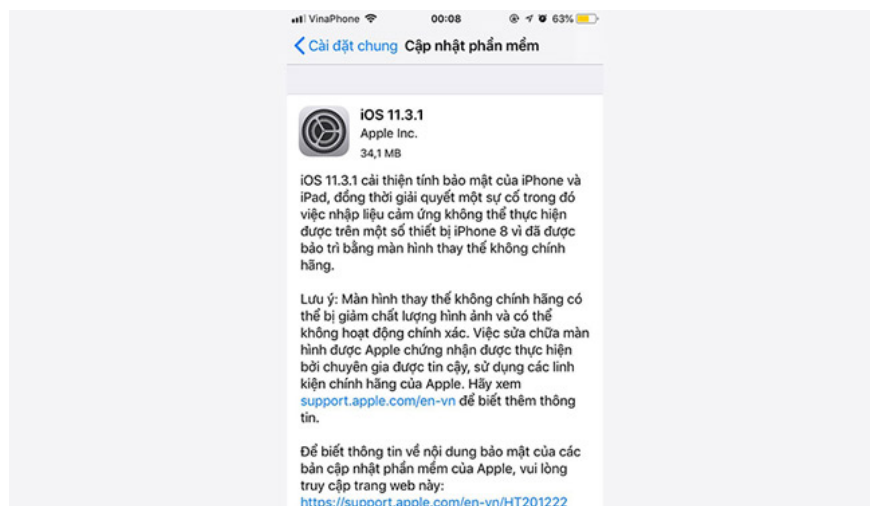 VinaPhone 00:08 63%
Cài đặt chung Cập nhật phần mềm
iOS 11.3.1
Apple Inc.
34,1 MB
iOS 11.3.1 cải thiện tính bảo mật của iPhone và
iPad, đồng thời giải quyết một sự cố trong đó
việc nhập liệu cảm ứng không thể thực hiện
được trên một số thiết bị iPhone 8 vì đã được
bảo trì bằng màn hình thay thế không chính
hãng.
Lưu ý: Màn hình thay thế không chính hãng có
thể bị giảm chất lượng hình ảnh và có thể
không hoạt động chính xác. Việc sửa chữa màn
hình được Apple chứng nhận được thực hiện
bởi chuyên gia được tin cậy, sử dụng các linh
kiện chính hãng của Apple. Hãy xem
support.apple.com/en-vn để biết thêm thông
tin.
Để biết thông tin về nội dung bảo mật của các
bản cập nhật phần mềm của Apple, vui lòng
truy cập trang web này:
https://support.apple.com/en-vn/HT201222